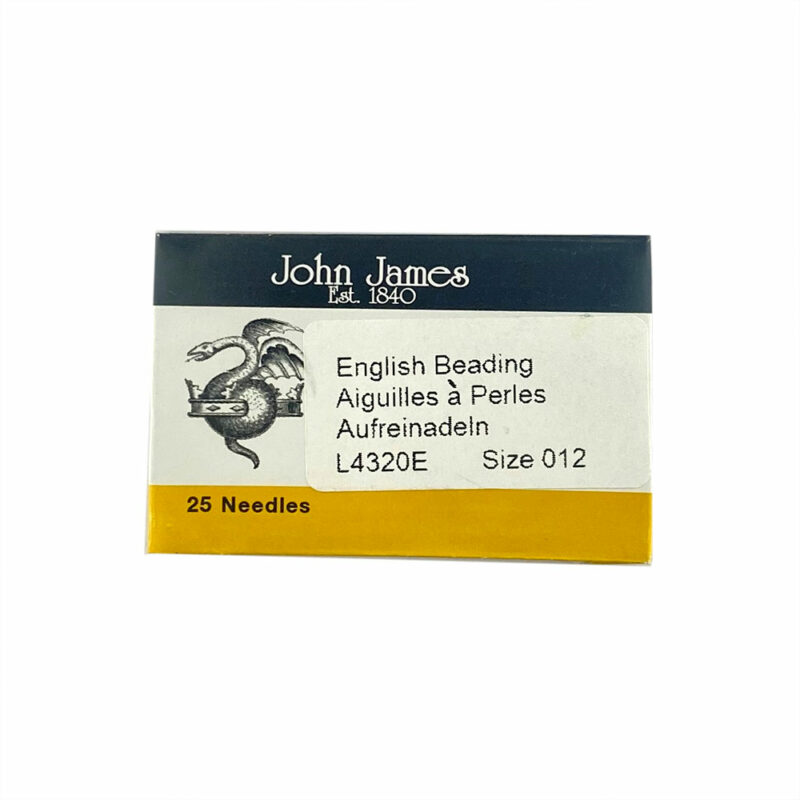 John James
Est. 1840
English Beading
Aiguilles à Perles
Aufreinadeln
L4320E Size 012
25 Needles